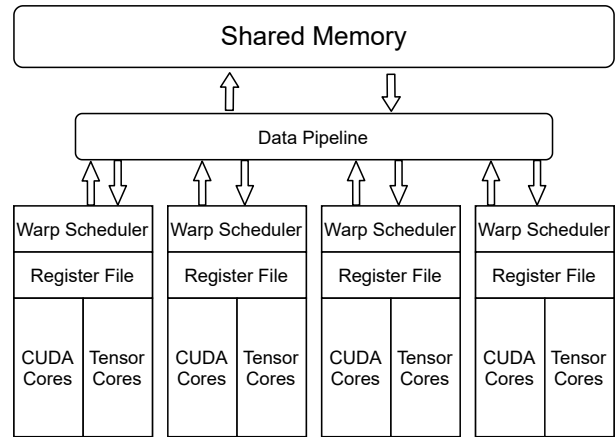 Shared Memory
Data Pipeline
Warp Scheduler
Register File
CUDA
Cores
Tensor
Cores
Warp Scheduler
Register File
CUDA
Cores
Tensor
Cores
Warp Scheduler
Register File
CUDA
Cores
Tensor
Cores
Warp Scheduler
Register File
CUDA
Cores
Tensor
Cores